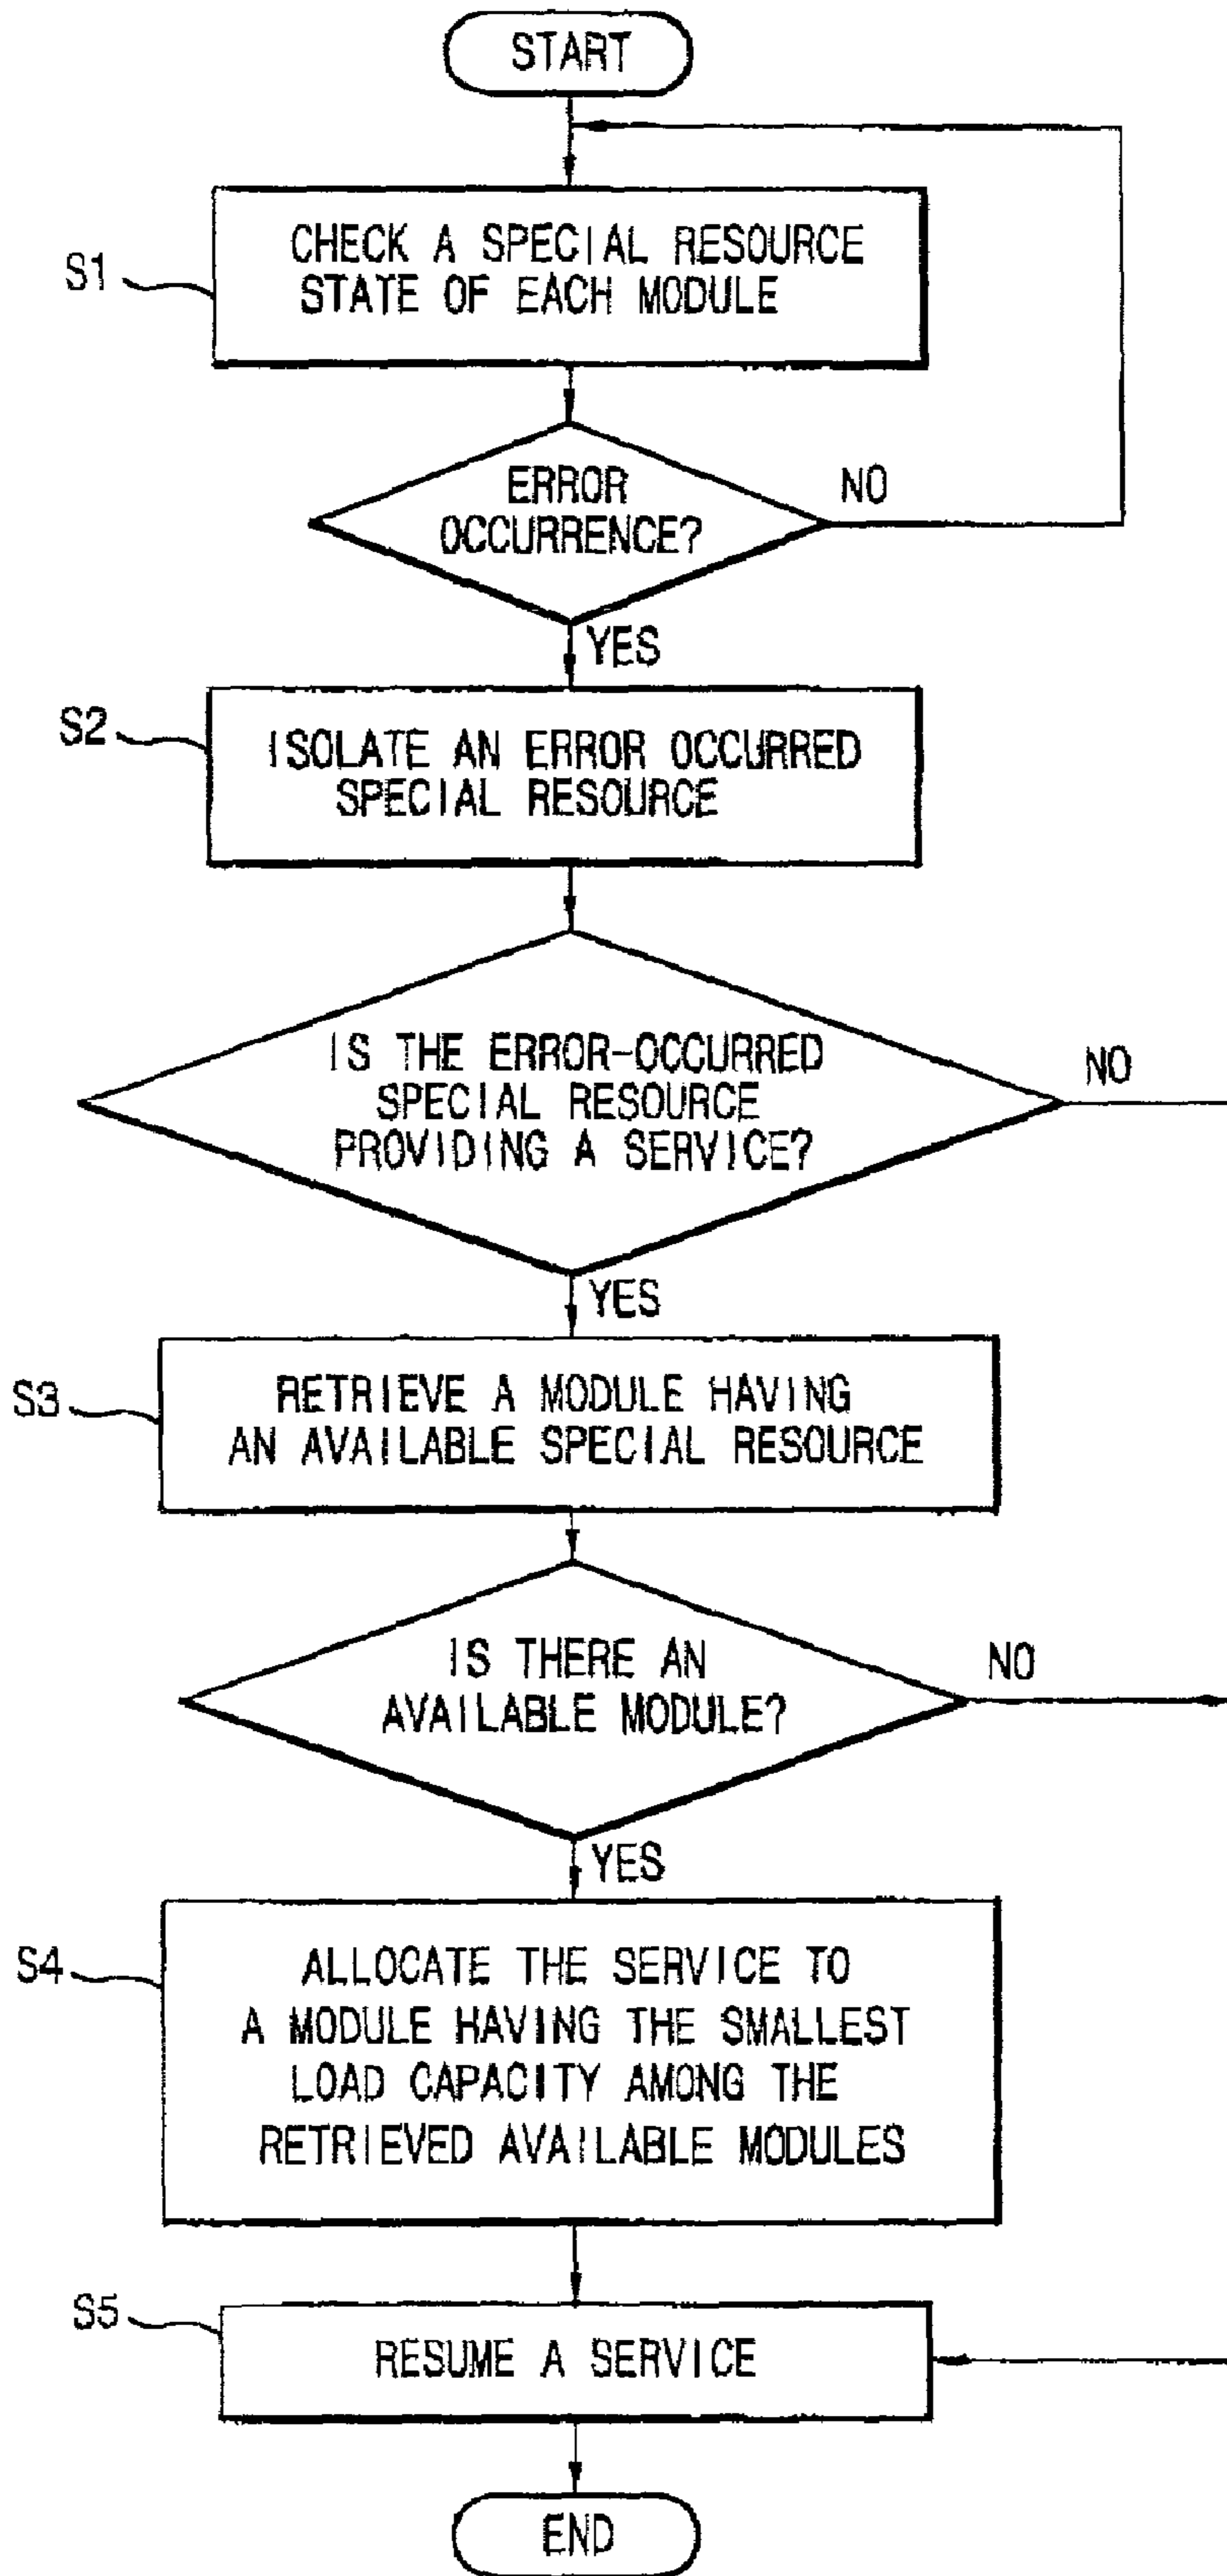 START
S1
CHECK A SPECIAL RESOURCE
STATE OF EACH MODULE
ERROR
OCCURRENCE?
NO
YES
S2
ISOLATE AN ERROR OCCURRED
SPECIAL RESOURCE
IS THE ERROR-OCCURRED
SPECIAL RESOURCE
PROVIDING A SERVICE?
NO
YES
S3
RETRIEVE A MODULE HAVING
AN AVAILABLE SPECIAL RESOURCE
IS THERE AN
AVAILABLE MODULE?
NO
YES
S4
ALLOCATE THE SERVICE TO
A MODULE HAVING THE SMALLEST
LOAD CAPACITY AMONG THE
RETRIEVED AVAILABLE MODULES
S5
RESUME A SERVICE
END